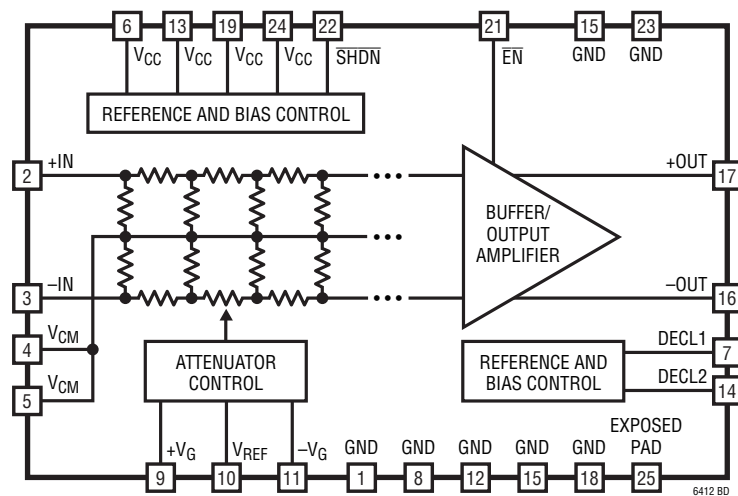 6 13 19 24 22 21 15 23
VCC VCC VCC VCC SHDN EN GND GND
REFERENCE AND BIAS CONTROL
2 +IN +OUT 17
BUFFER/
OUTPUT
AMPLIFIER
3 –IN –OUT 16
4 VCM
5 VCM
ATTENUATOR
CONTROL
REFERENCE AND
BIAS CONTROL
DECL1 7
DECL2 14
+VG VREF –VG GND GND GND GND GND EXPOSED
PAD
9 10 11 1 8 12 15 18 25
6412 BD